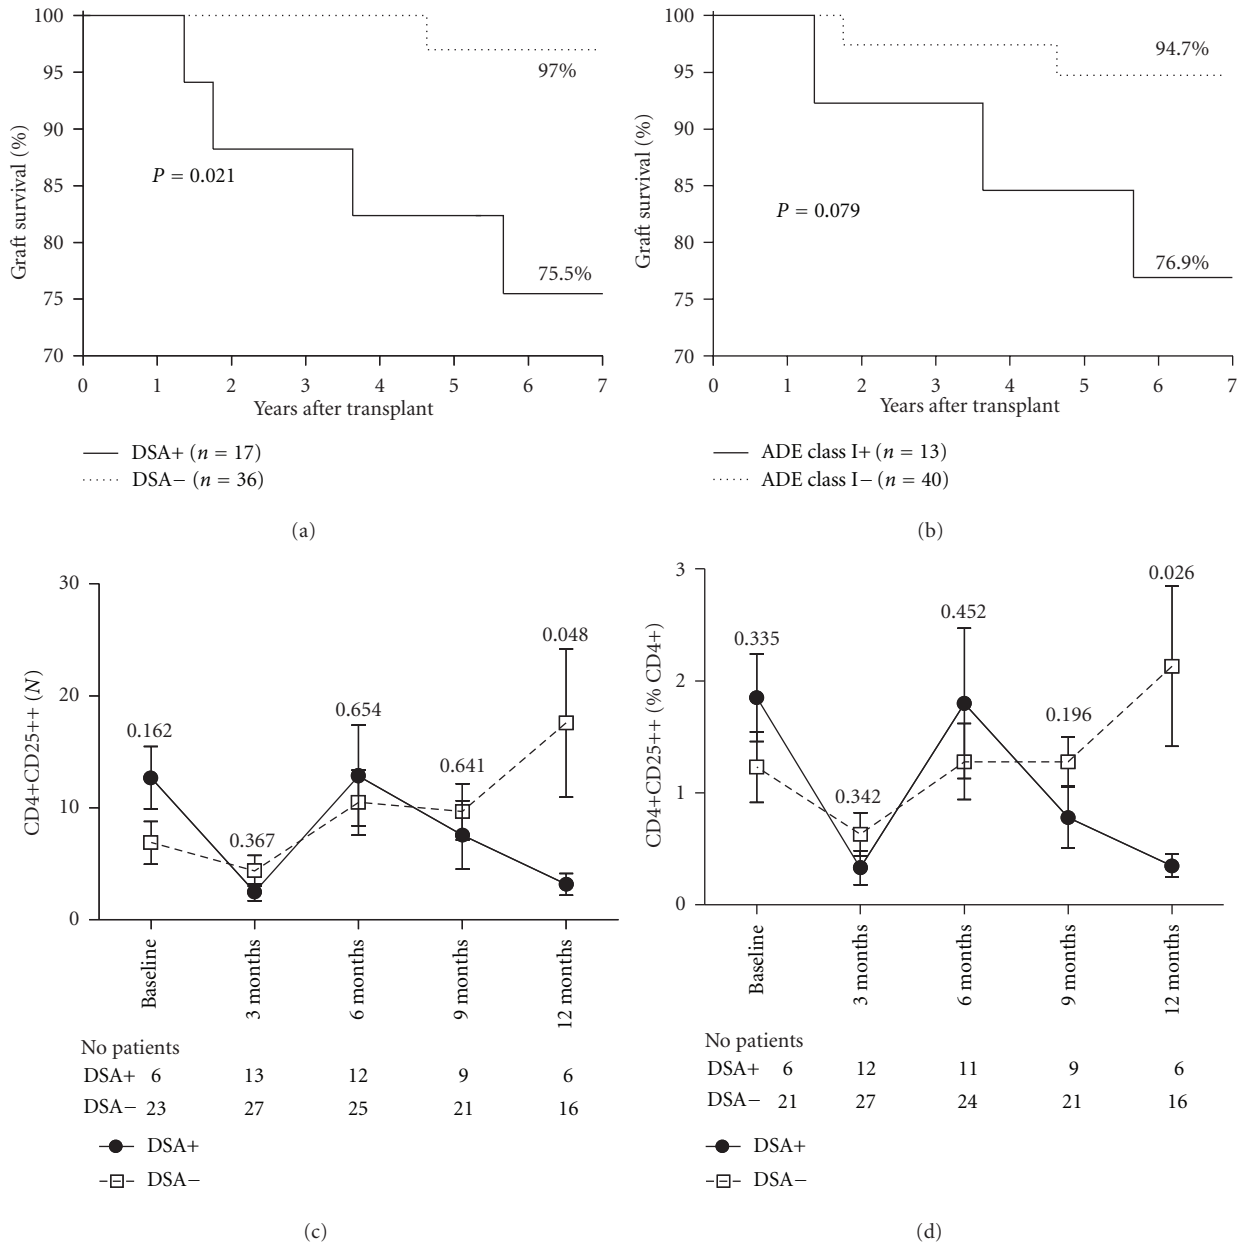 100
95
90
85
80
75
70
Graft survival (%)
97%
P = 0.021
75.5%
0 1 2 3 4 5 6 7
Years after transplant
DSA+ (n = 17)
DSA− (n = 36)
(a)
100
95
90
85
80
75
70
Graft survival (%)
94.7%
P = 0.079
76.9%
0 1 2 3 4 5 6 7
Years after transplant
ADE class I+ (n = 13)
ADE class I− (n = 40)
(b)
30
20
10
0
CD4+CD25++ (N)
0.162
0.367
0.654
0.641
0.048
Baseline
3 months
6 months
9 months
12 months
No patients
DSA+ 6 13 12 9 6
DSA− 23 27 25 21 16
DSA+
DSA−
(c)
3
2
1
0
CD4+CD25++ (% CD4+)
0.335
0.342
0.452
0.196
0.026
Baseline
3 months
6 months
9 months
12 months
No patients
DSA+ 6 12 11 9 6
DSA− 21 27 24 21 16
DSA+
DSA−
(d)